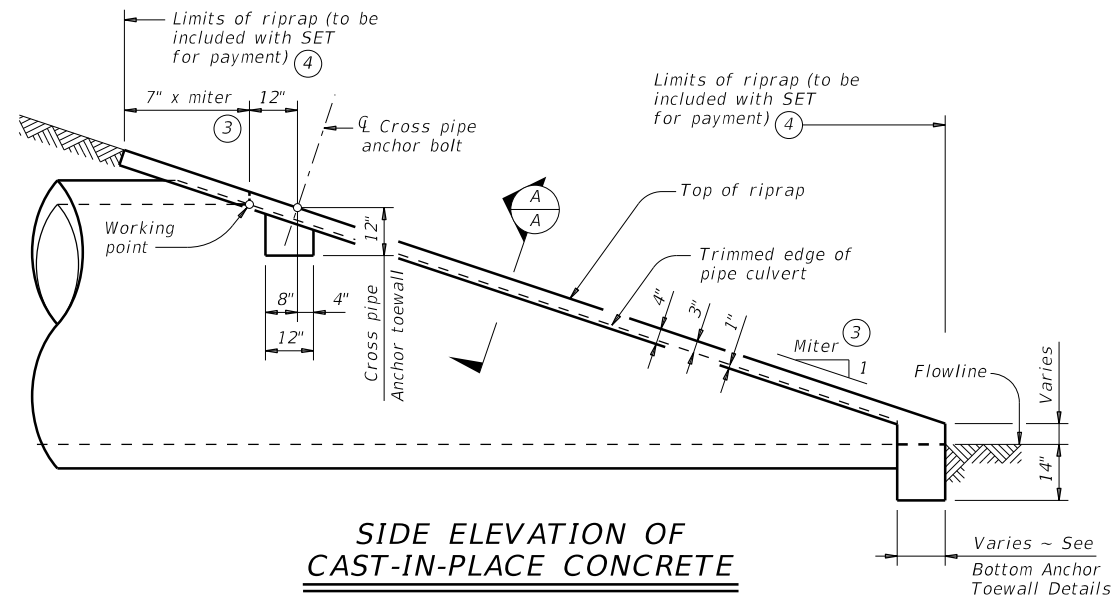 Limits of riprap (to be
included with SET
for payment) 4
7" x miter
12"
3
℄ Cross pipe
anchor bolt
Limits of riprap (to be
included with SET
for payment) 4
Working
point
12"
A
A
Top of riprap
Trimmed edge of
pipe culvert
8"
4"
12"
Cross pipe
Anchor toewall
4"
3"
1"
Miter 3
1
Flowline
Varies
14"
SIDE ELEVATION OF
CAST-IN-PLACE CONCRETE
Varies ~ See
Bottom Anchor
Toewall Details